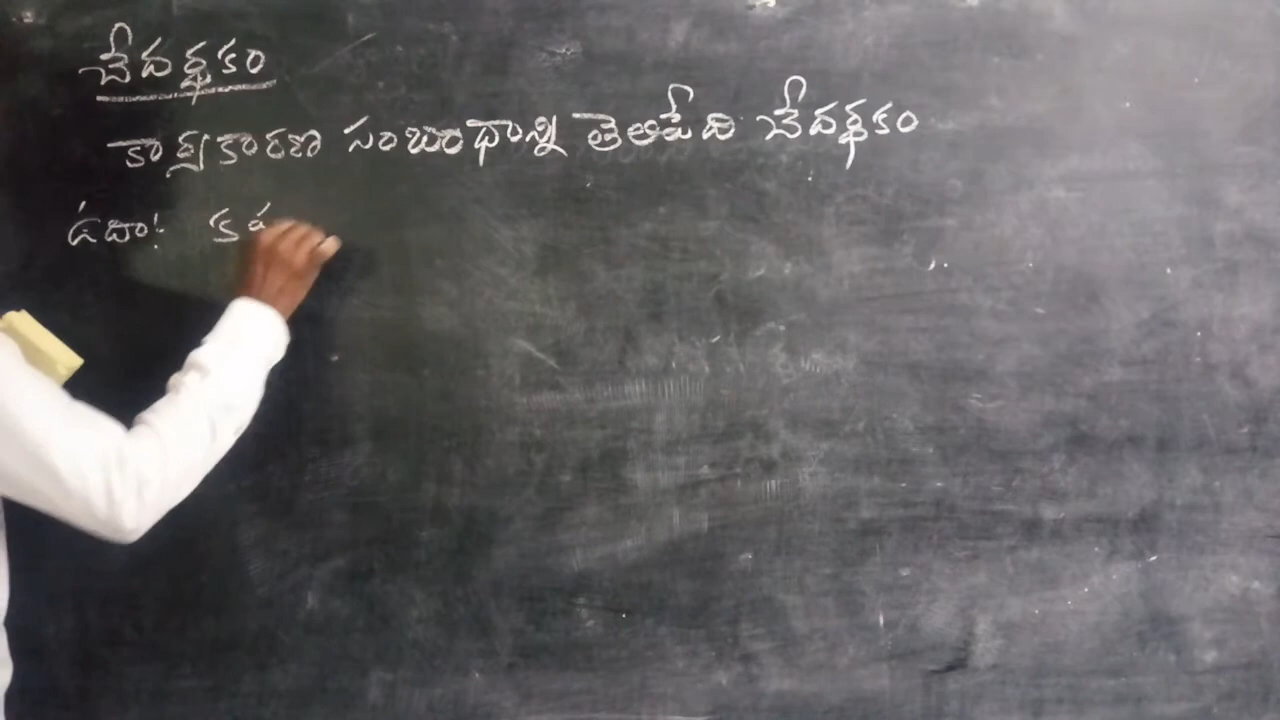 చేదర్థకం
కార్యకారణ సంబంధాన్ని తెలిపేది చేదర్థకం
ఉదా!